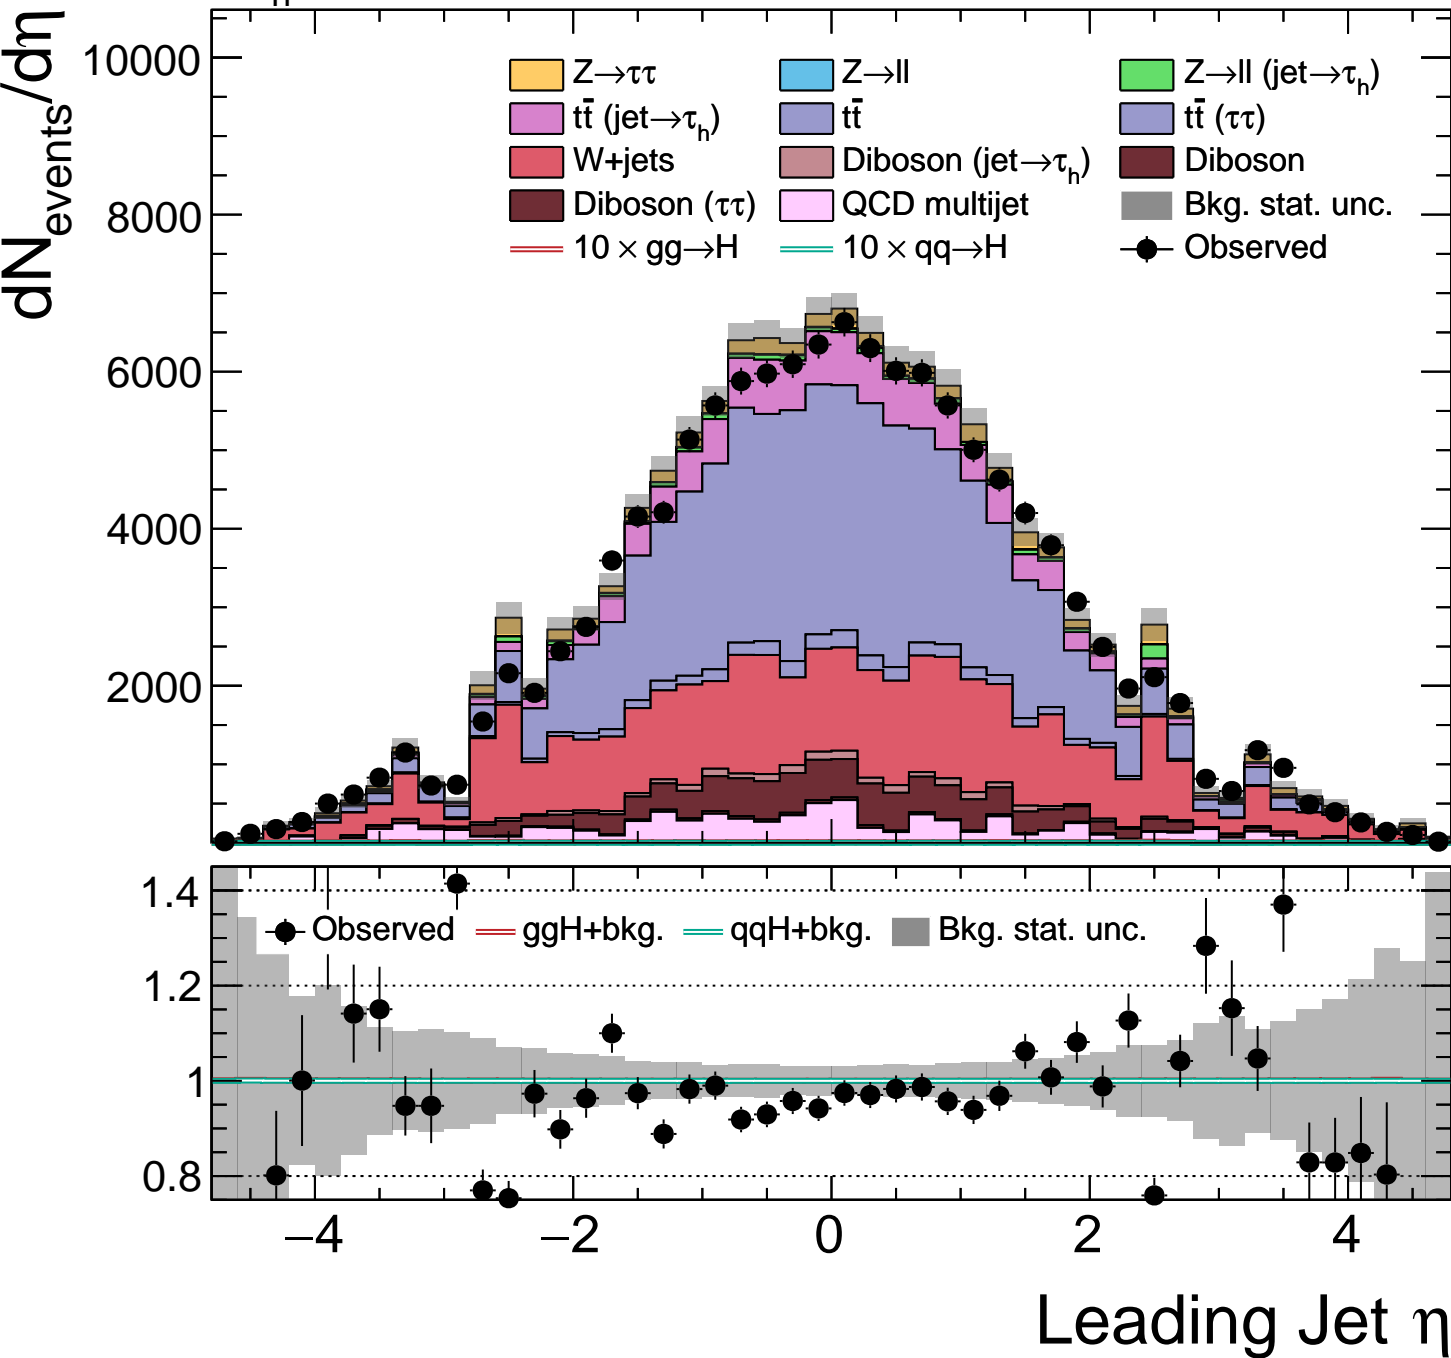 dN_events/dη
10000
8000
6000
4000
2000
Z→ττ Z→ll Z→ll (jet→τ_h)
tt̄ (jet→τ_h) tt̄ tt̄ (ττ)
W+jets Diboson (jet→τ_h) Diboson
Diboson (ττ) QCD multijet Bkg. stat. unc.
10 × gg→H 10 × qq→H Observed
1.4
1.2
1
0.8
Observed ggH+bkg. qqH+bkg. Bkg. stat. unc.
−4 −2 0 2 4
Leading Jet η